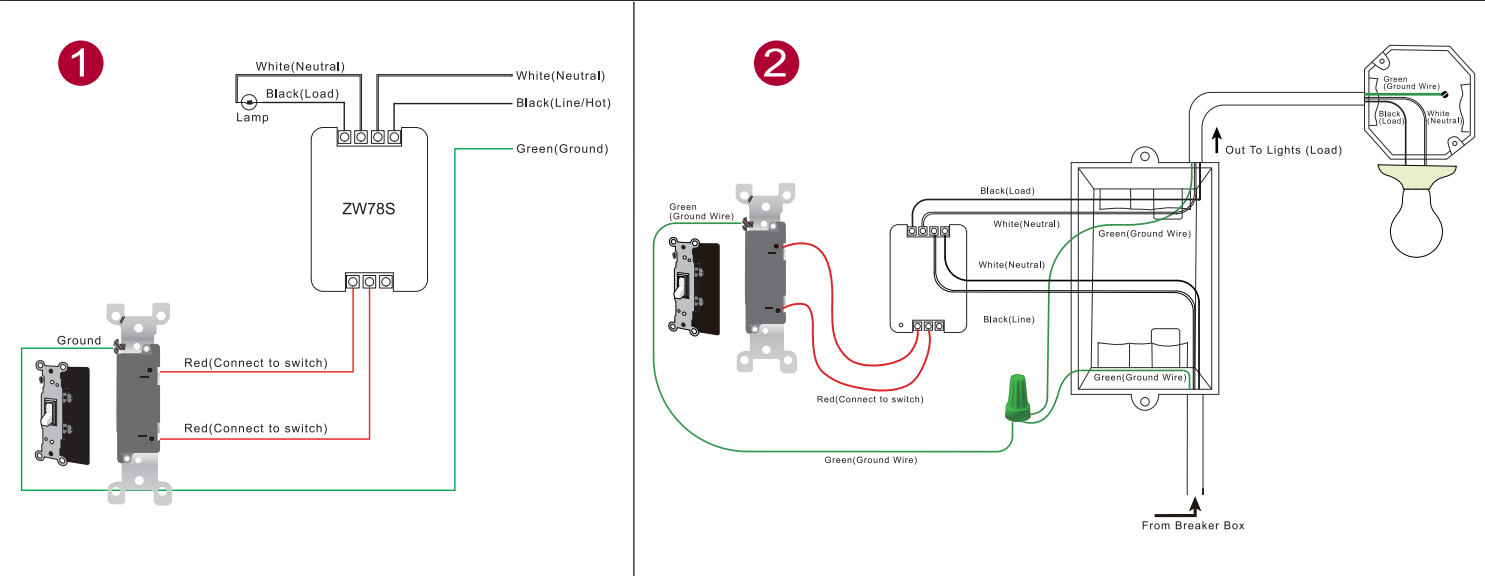 1
White(Neutral)
White(Neutral)
Black(Load)
Black(Line/Hot)
Lamp
Green(Ground)
ZW78S
Ground
Red(Connect to switch)
Red(Connect to switch)
2
Green
(Ground Wire)
Black
(Load)
White
(Neutral)
Out To Lights (Load)
Black(Load)
Green
(Ground Wire)
White(Neutral)
Green(Ground Wire)
White(Neutral)
Black(Line)
Green(Ground Wire)
Red(Connect to switch)
Green(Ground Wire)
From Breaker Box